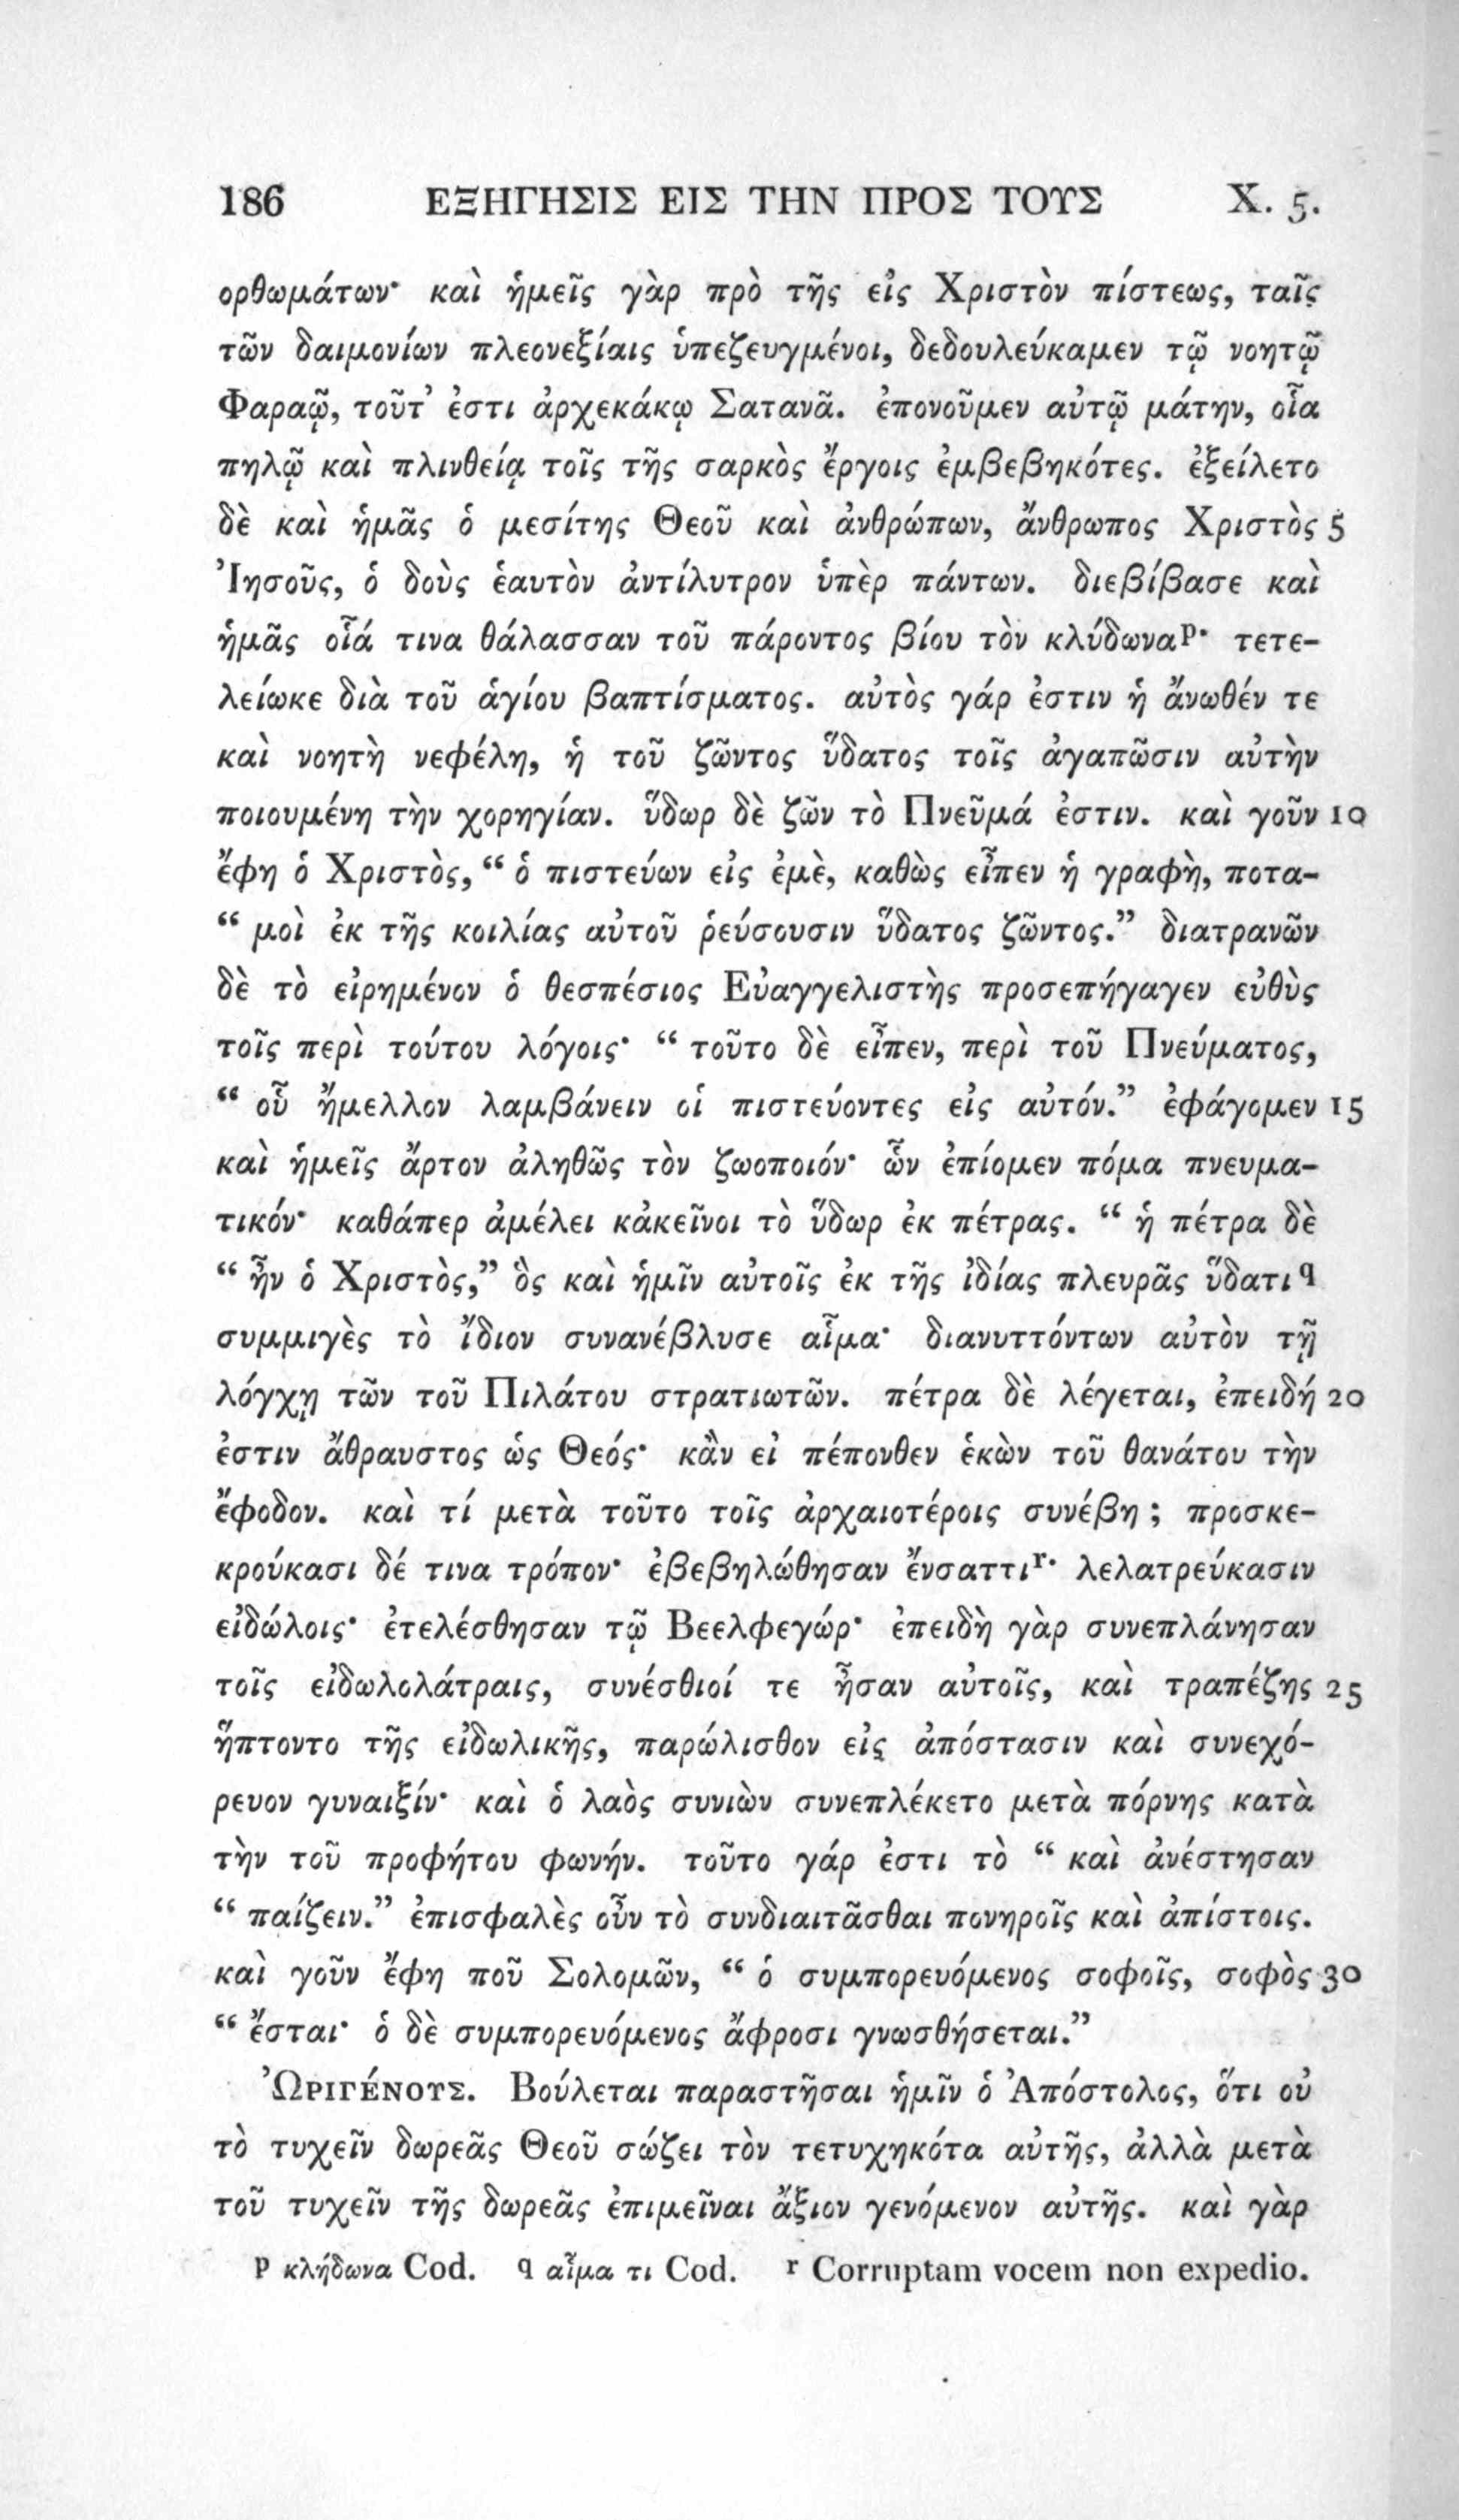 186 ΕΞΗΓΗΣΙΣ ΕΙΣ ΤΗΝ ΠΡΟΣ ΤΟΥΣ X. 5.
ορθωμάτων· καὶ ἡμεῖς γὰρ πρὸ τῆς εἰς Χριστὸν πίστεως, ταῖς
τῶν δαιμονίων πλεονεξίαις ὑπεζευγμένοι, δεδουλεύκαμεν τῷ νοητῷ
Φαραῷ, τοῦτ’ ἐστι ἀρχεκάκῳ Σατανᾶ. ἐπονοῦμεν αὐτῷ μάτην, οἷα
πηλῷ καὶ πλινθείᾳ τοῖς τῆς σαρκὸς ἔργοις ἐμβεβηκότες. ἐξείλετο
δὲ καὶ ἡμᾶς ὁ μεσίτης Θεοῦ καὶ ἀνθρώπων, ἄνθρωπος Χριστὸς 5
Ἰησοῦς, ὁ δοὺς ἑαυτὸν ἀντίλυτρον ὑπὲρ πάντων. διεβίβασε καὶ
ἡμᾶς οἷά τινα θάλασσαν τοῦ πάροντος βίου τὸν κλύδωνα p· τετε-
λείωκε διὰ τοῦ ἁγίου βαπτίσματος. αὐτὸς γάρ ἐστιν ἡ ἄνωθέν τε
καὶ νοητὴ νεφέλη, ἡ τοῦ ζῶντος ὕδατος τοῖς ἀγαπῶσιν αὐτὴν
ποιουμένη τὴν χορηγίαν. ὕδωρ δὲ ζῶν τὸ Πνεῦμά ἐστιν. καὶ γοῦν 10
ἔφη ὁ Χριστὸς, “ ὁ πιστεύων εἰς ἐμὲ, καθὼς εἶπεν ἡ γραφὴ, ποτα-
“ μοὶ ἐκ τῆς κοιλίας αὐτοῦ ῥεύσουσιν ὕδατος ζῶντος.” διατρανῶν
δὲ τὸ εἰρημένον ὁ θεσπέσιος Εὐαγγελιστὴς προσεπήγαγεν εὐθὺς
τοῖς περὶ τούτου λόγοις· “ τοῦτο δὲ εἶπεν, περὶ τοῦ Πνεύματος,
“ οὗ ἤμελλον λαμβάνειν οἱ πιστεύοντες εἰς αὐτόν.” ἐφάγομεν 15
καὶ ἡμεῖς ἄρτον ἀληθῶς τὸν ζωοποιόν· ὧν ἐπίομεν πόμα πνευμα-
τικόν· καθάπερ ἀμέλει κἀκεῖνοι τὸ ὕδωρ ἐκ πέτρας. “ ἡ πέτρα δὲ
“ ἦν ὁ Χριστὸς,” ὃς καὶ ἡμῖν αὐτοῖς ἐκ τῆς ἰδίας πλευρᾶς ὕδατι q
συμμιγὲς τὸ ἴδιον συνανέβλυσε αἷμα· διανυττόντων αὐτὸν τῇ
λόγχῃ τῶν τοῦ Πιλάτου στρατιωτῶν. πέτρα δὲ λέγεται, ἐπειδή 20
ἐστιν ἄθραυστος ὡς Θεός· κἂν εἰ πέπονθεν ἑκὼν τοῦ θανάτου τὴν
ἔφοδον. καὶ τί μετὰ τοῦτο τοῖς ἀρχαιοτέροις συνέβη ; προσκε-
κρούκασι δέ τινα τρόπον· ἐβεβηλώθησαν ἔνσαττι r· λελατρεύκασιν
εἰδώλοις· ἐτελέσθησαν τῷ Βεελφεγώρ· ἐπειδὴ γὰρ συνεπλάνησαν
τοῖς εἰδωλολάτραις, συνέσθιοί τε ἦσαν αὐτοῖς, καὶ τραπέζης 25
ἥπτοντο τῆς εἰδωλικῆς, παρώλισθον εἰς ἀπόστασιν καὶ συνεχό-
ρευον γυναιξίν· καὶ ὁ λαὸς συνιὼν συνεπλέκετο μετὰ πόρνης κατὰ
τὴν τοῦ προφήτου φωνήν. τοῦτο γάρ ἐστι τὸ “ καὶ ἀνέστησαν
“ παίζειν.” ἐπισφαλὲς οὖν τὸ συνδιαιτᾶσθαι πονηροῖς καὶ ἀπίστοις.
καὶ γοῦν ἔφη ποῦ Σολομῶν, “ ὁ συμπορευόμενος σοφοῖς, σοφὸς 30
“ ἔσται· ὁ δὲ συμπορευόμενος ἄφροσι γνωσθήσεται.”
ὨΡΙΓΈΝΟΥΣ. Βούλεται παραστῆσαι ἡμῖν ὁ Ἀπόστολος, ὅτι οὐ
τὸ τυχεῖν δωρεᾶς Θεοῦ σώζει τὸν τετυχηκότα αὐτῆς, ἀλλὰ μετὰ
τοῦ τυχεῖν τῆς δωρεᾶς ἐπιμεῖναι ἄξιον γενόμενον αὐτῆς. καὶ γὰρ
p κλήδωνα Cod. q αἷμα τι Cod. r Corruptam vocem non expedio.